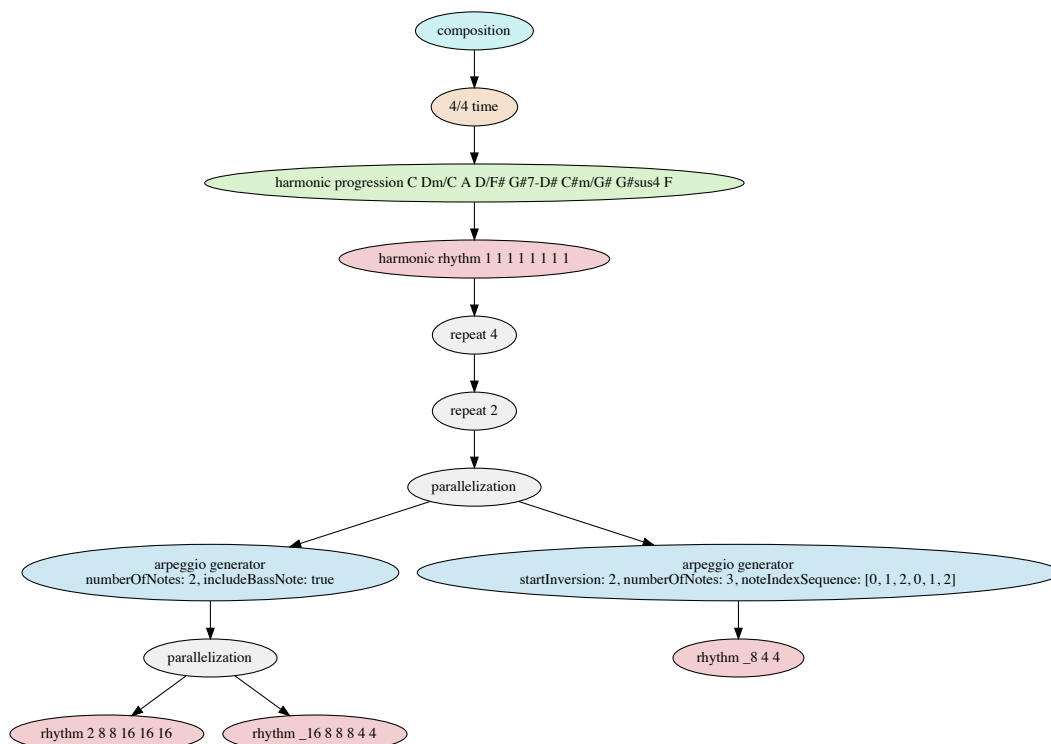 composition
4/4 time
harmonic progression C Dm/C A D/F# G#7-D# C#m/G# G#sus4 F
harmonic rhythm 1 1 1 1 1 1 1 1
repeat 4
repeat 2
parallelization
arpeggio generator
numberOfNotes: 2, includeBassNote: true
arpeggio generator
startInversion: 2, numberOfNotes: 3, noteIndexSequence: [0, 1, 2, 0, 1, 2]
parallelization
rhythm _8 4 4
rhythm 2 8 8 16 16 16
rhythm _16 8 8 8 4 4